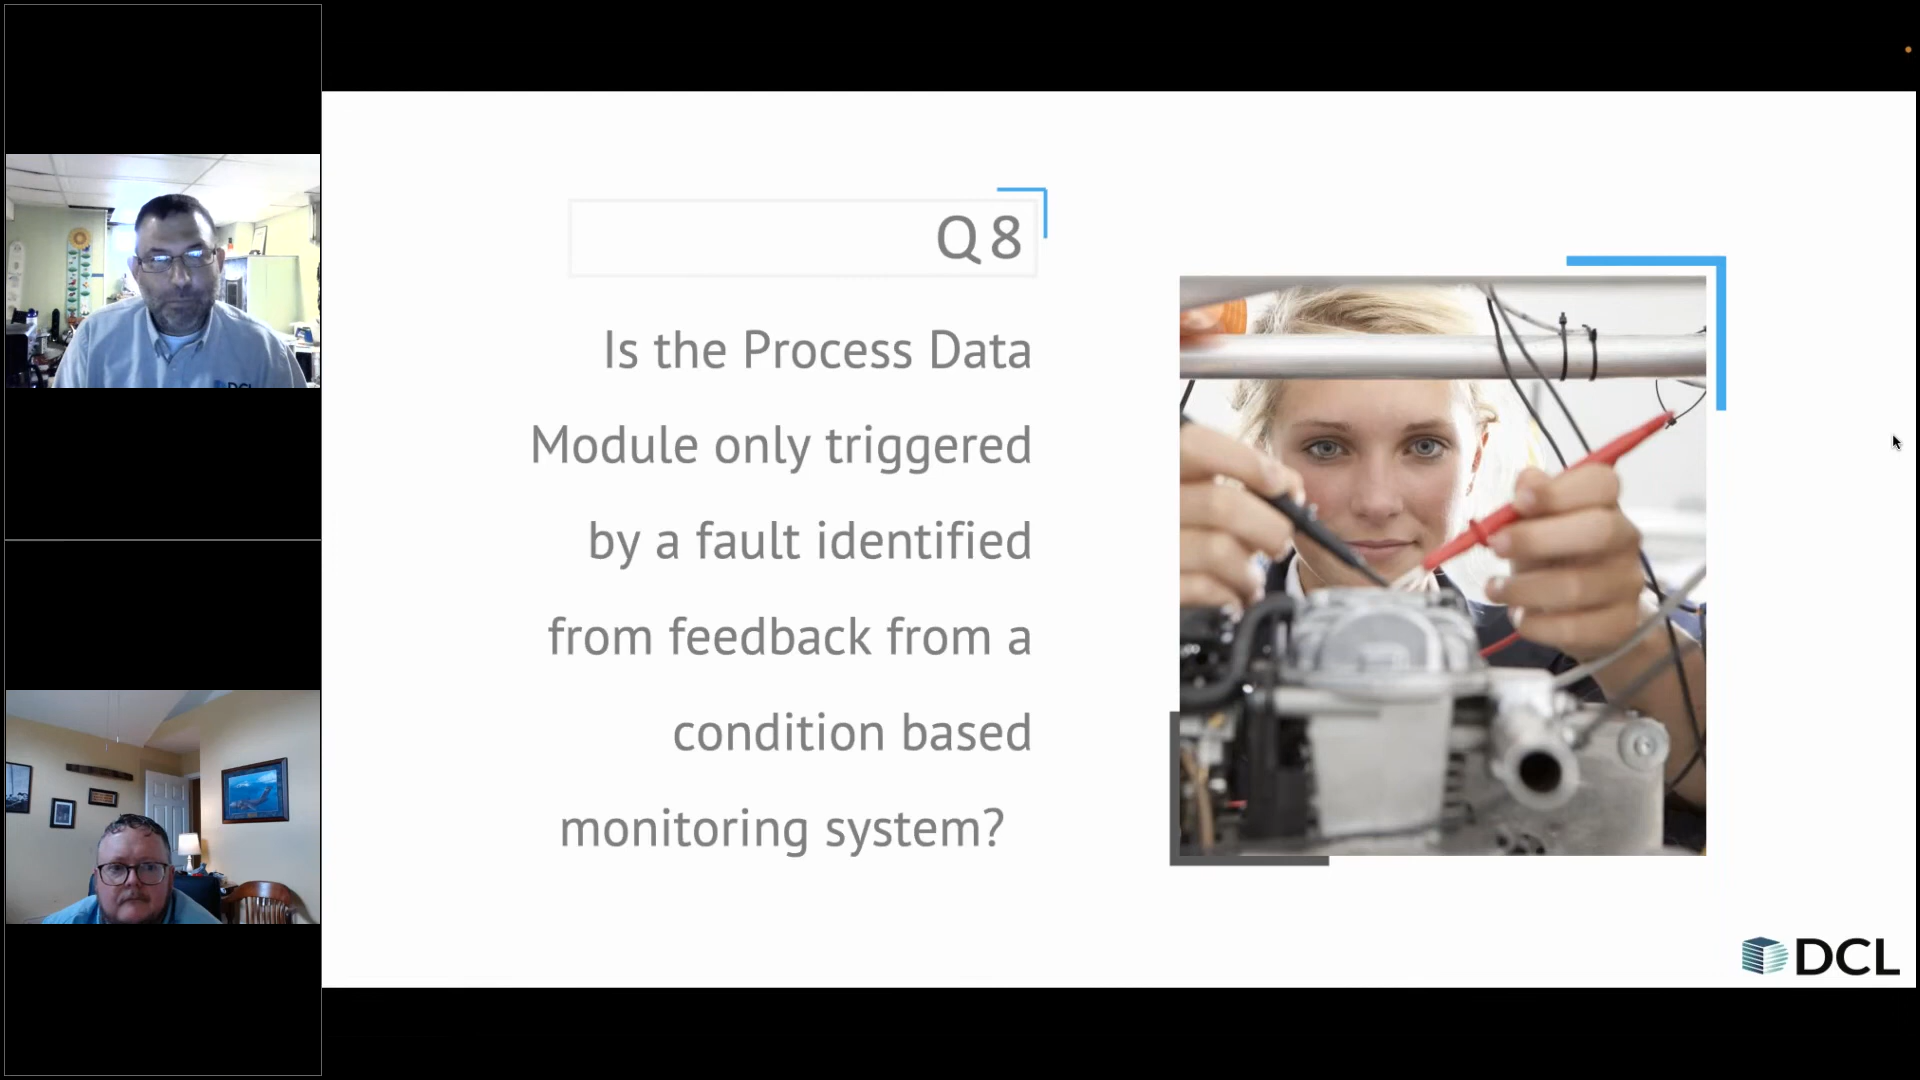 Q8
Is the Process Data
Module only triggered
by a fault identified
from feedback from a
condition based
monitoring system?
DCL
DCL